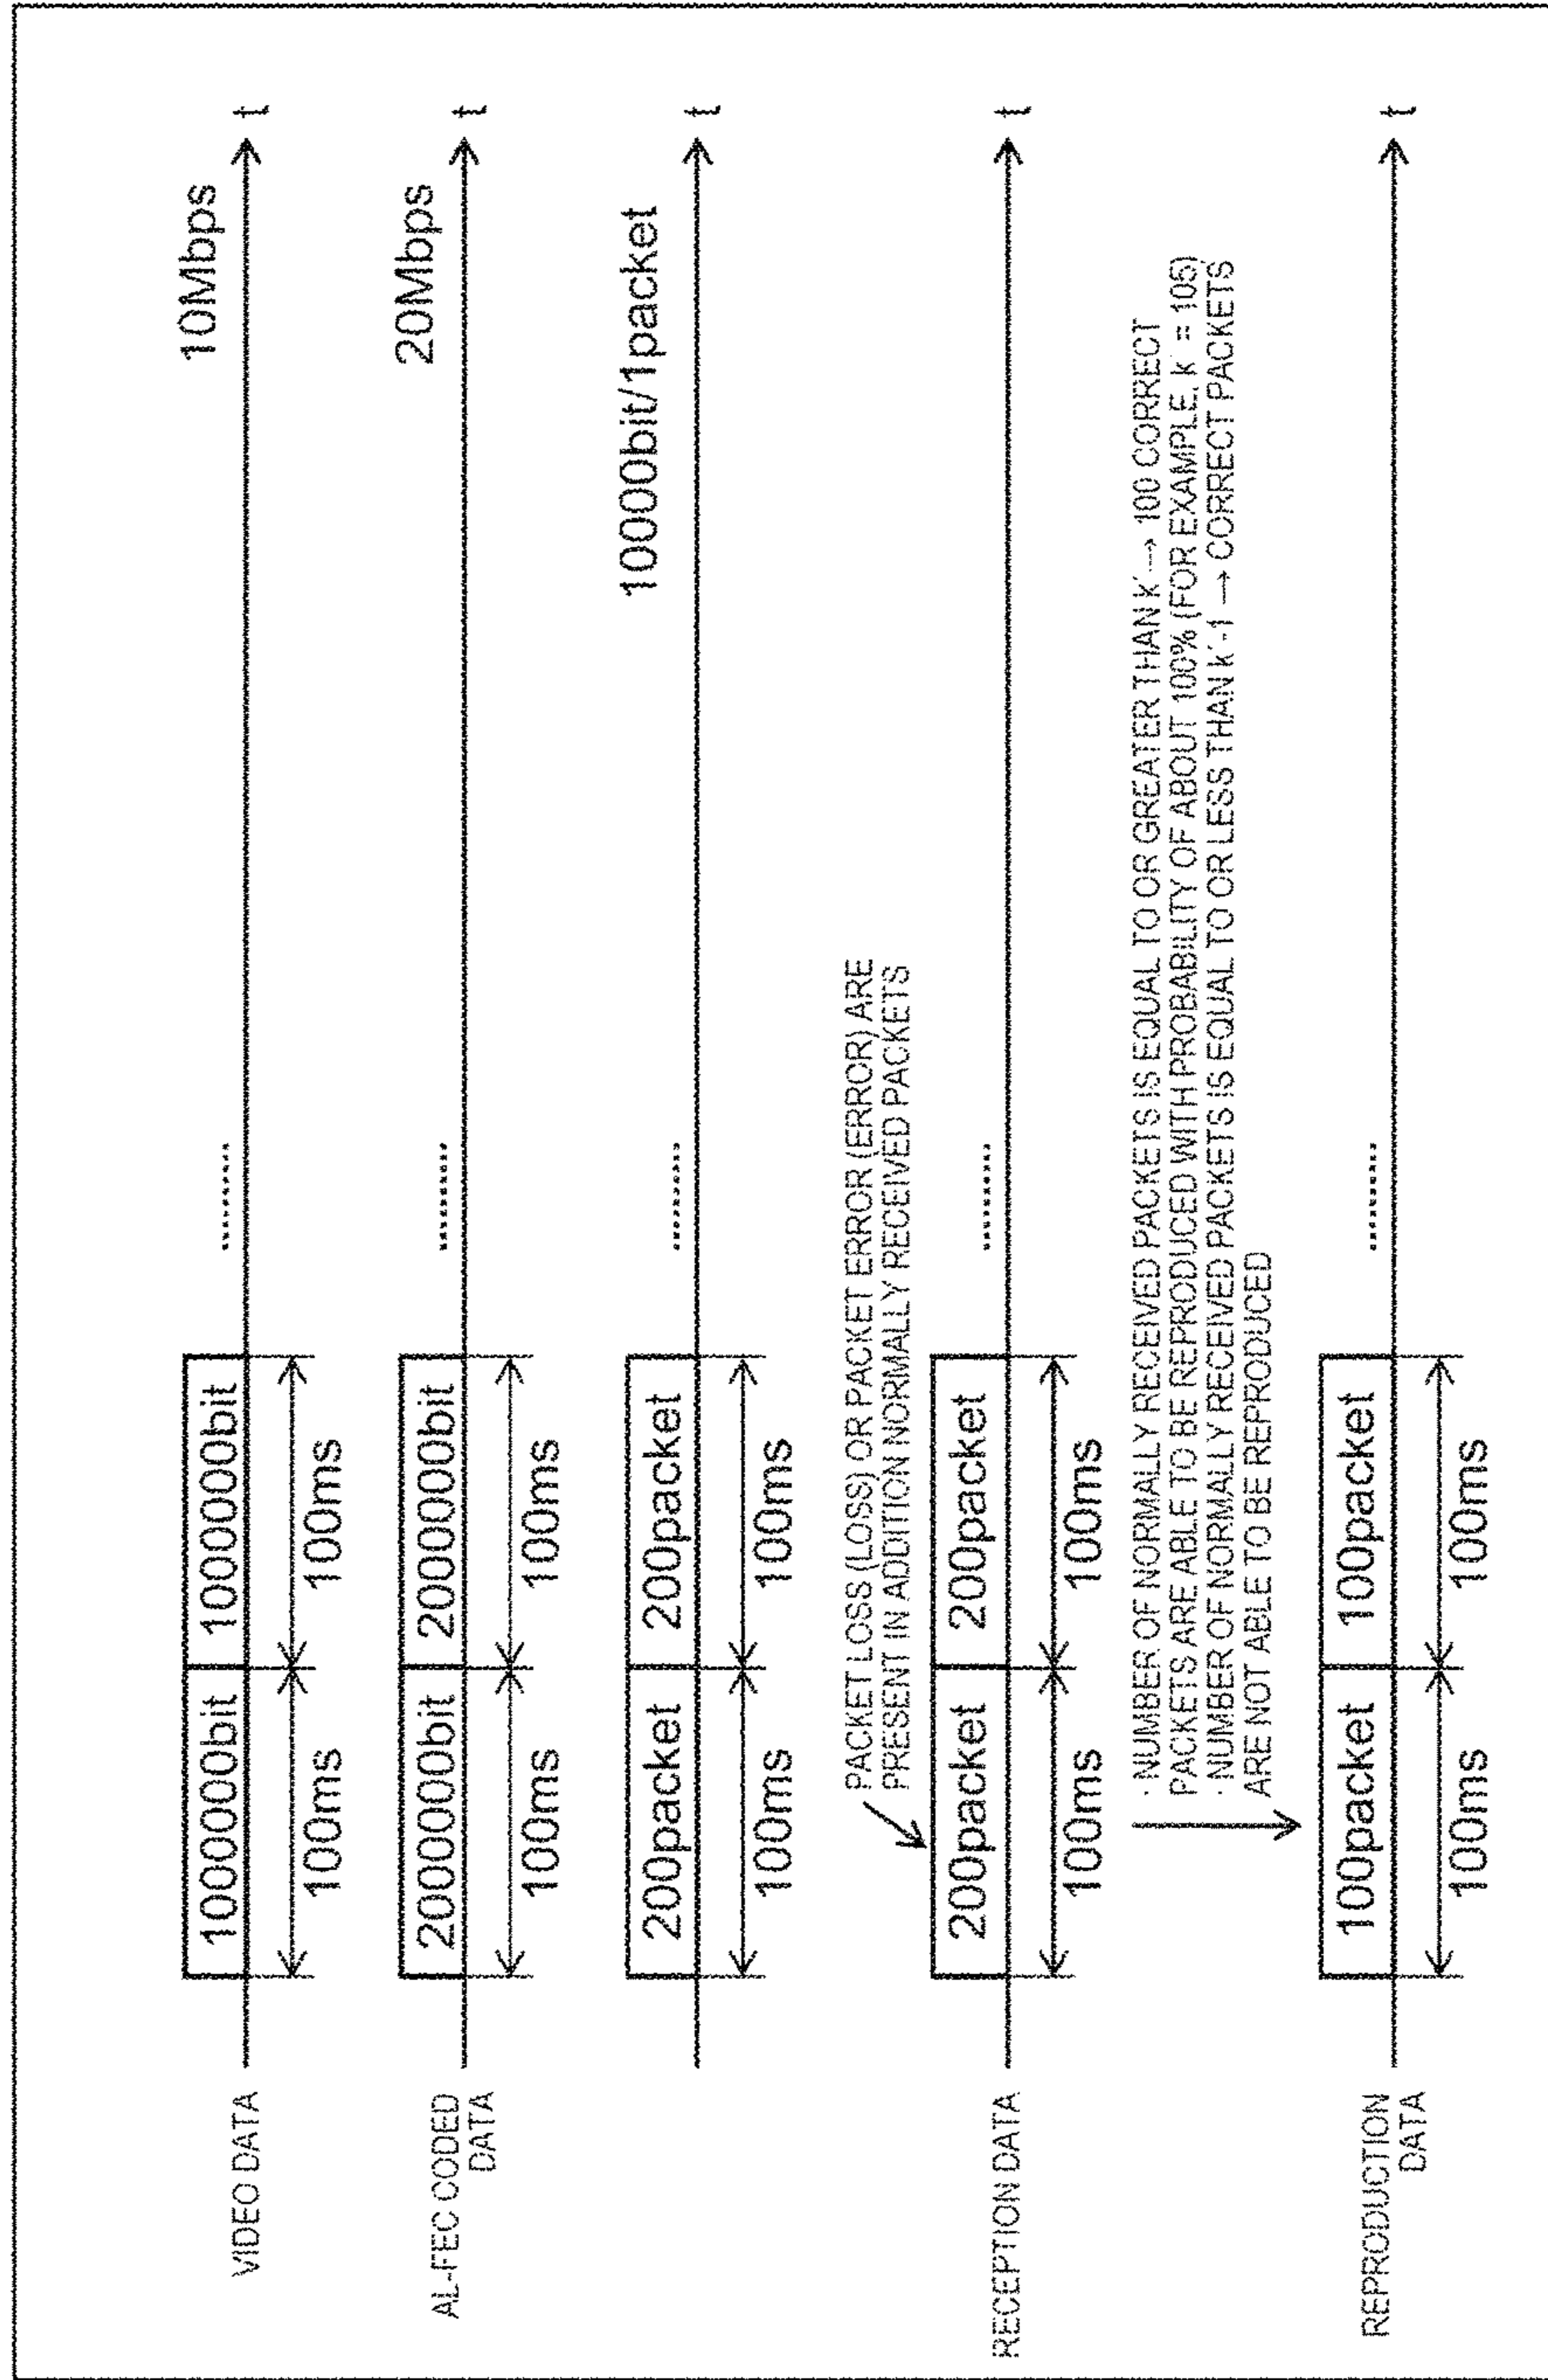 VIDEO DATA
1000000bit
1000000bit
.........
10Mbps
t
100ms
100ms
AL-FEC CODED
DATA
2000000bit
2000000bit
.........
20Mbps
t
100ms
100ms
200packet
200packet
.........
10000bit/1packet
t
100ms
100ms
PACKET LOSS (LOSS) OR PACKET ERROR (ERROR) ARE
PRESENT IN ADDITION NORMALLY RECEIVED PACKETS
RECEPTION DATA
200packet
200packet
.........
t
100ms
100ms
· NUMBER OF NORMALLY RECEIVED PACKETS IS EQUAL TO OR GREATER THAN K' → 100 CORRECT
PACKETS ARE ABLE TO BE REPRODUCED WITH PROBABILITY OF ABOUT 100% (FOR EXAMPLE, k' = 105)
· NUMBER OF NORMALLY RECEIVED PACKETS IS EQUAL TO OR LESS THAN k'-1 → CORRECT PACKETS
ARE NOT ABLE TO BE REPRODUCED
REPRODUCTION
DATA
100packet
100packet
.........
t
100ms
100ms